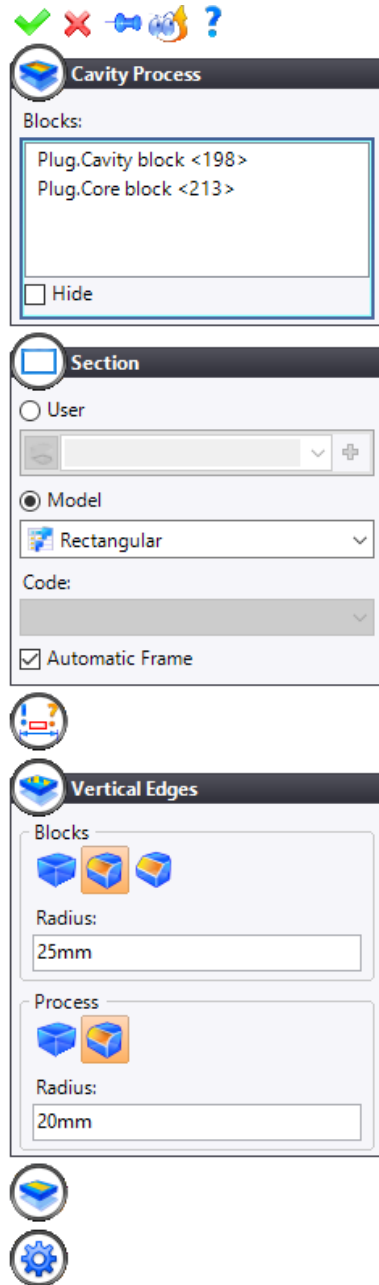 Cavity Process
Blocks:
Plug.Cavity block <198>
Plug.Core block <213>
Hide
Section
User
Model
Rectangular
Code:
Automatic Frame
Vertical Edges
Blocks
Radius:
25mm
Process
Radius:
20mm